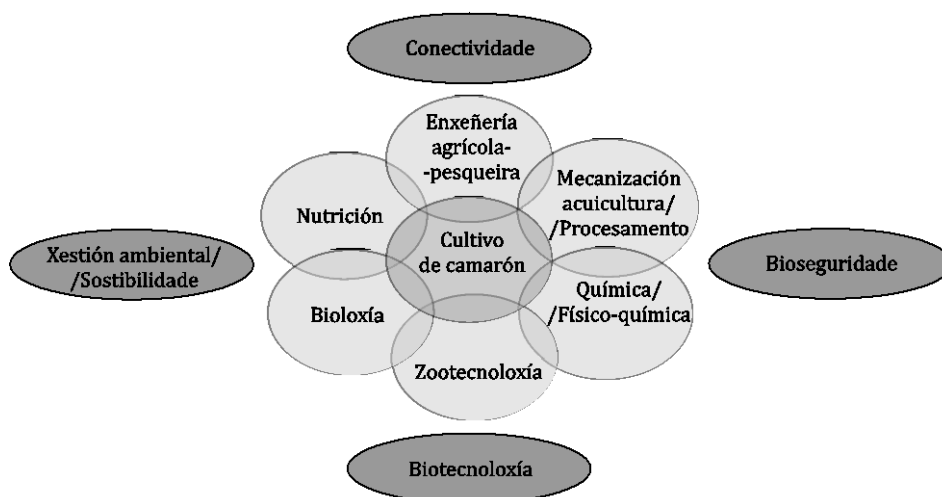 Conectividade
Enxeñería
agrícola-
-pesqueira
Mecanización
acuicultura/
/Procesamento
Nutrición
Cultivo
de camarón
Xestión ambiental/
/Sostibilidade
Bioseguridade
Química/
/Físico-química
Bioloxía
Zootecnoloxía
Biotecnoloxía